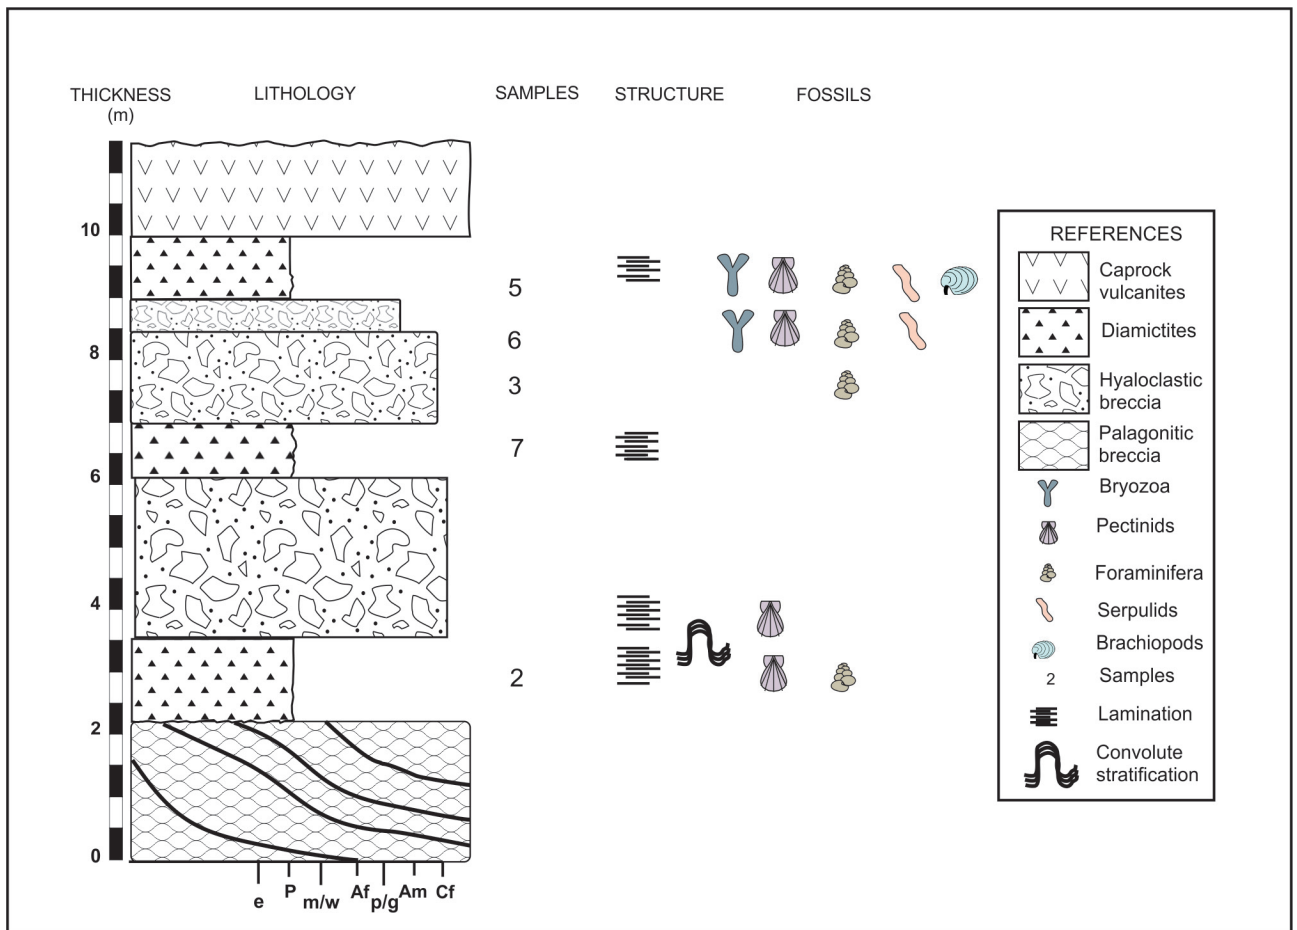 THICKNESS
(m)
LITHOLOGY
SAMPLES
STRUCTURE
FOSSILS
10
8
6
4
2
0
5
6
3
7
2
e
P
m/w
Af
p/g
Am
Cf
REFERENCES
Caprock
vulcanites
Diamictites
Hyaloclastic
breccia
Palagonitic
breccia
Bryozoa
Pectinids
Foraminifera
Serpulids
Brachiopods
2
Samples
Lamination
Convolute
stratification